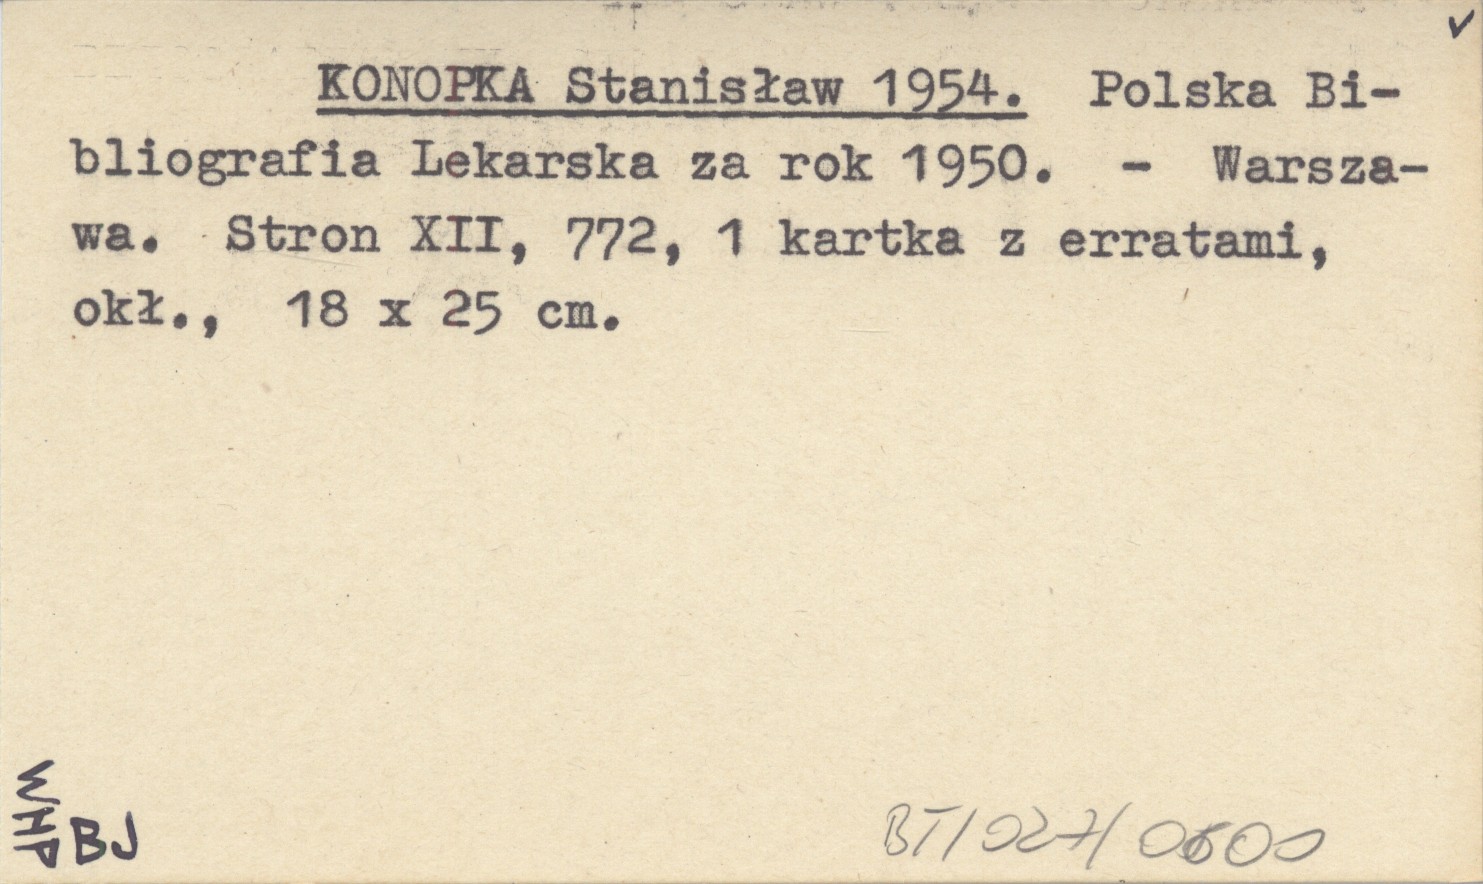 KONOPKA Stanisław 1954. Polska Bi-
bliografia Lekarska za rok 1950. - Warsza-
wa. Stron XII, 772, 1 kartka z erratami,
okł., 18 x 25 cm.
WHP
BJ
BT/027/0600